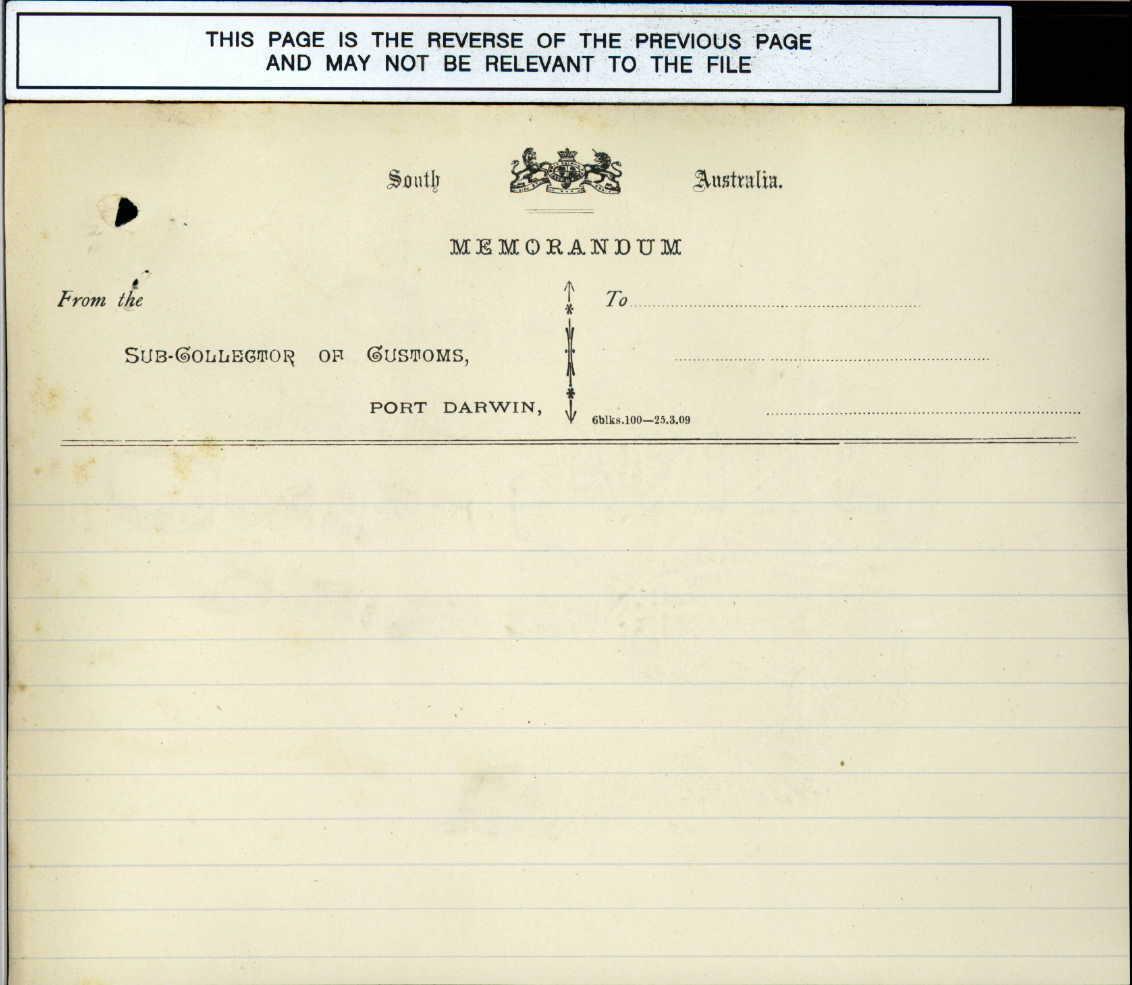 THIS PAGE IS THE REVERSE OF THE PREVIOUS PAGE
AND MAY NOT BE RELEVANT TO THE FILE
South Australia.
MEMORANDUM
From the
To
SUB-COLLECTOR OF CUSTOMS,
PORT DARWIN,
6blks.100—25.3.09